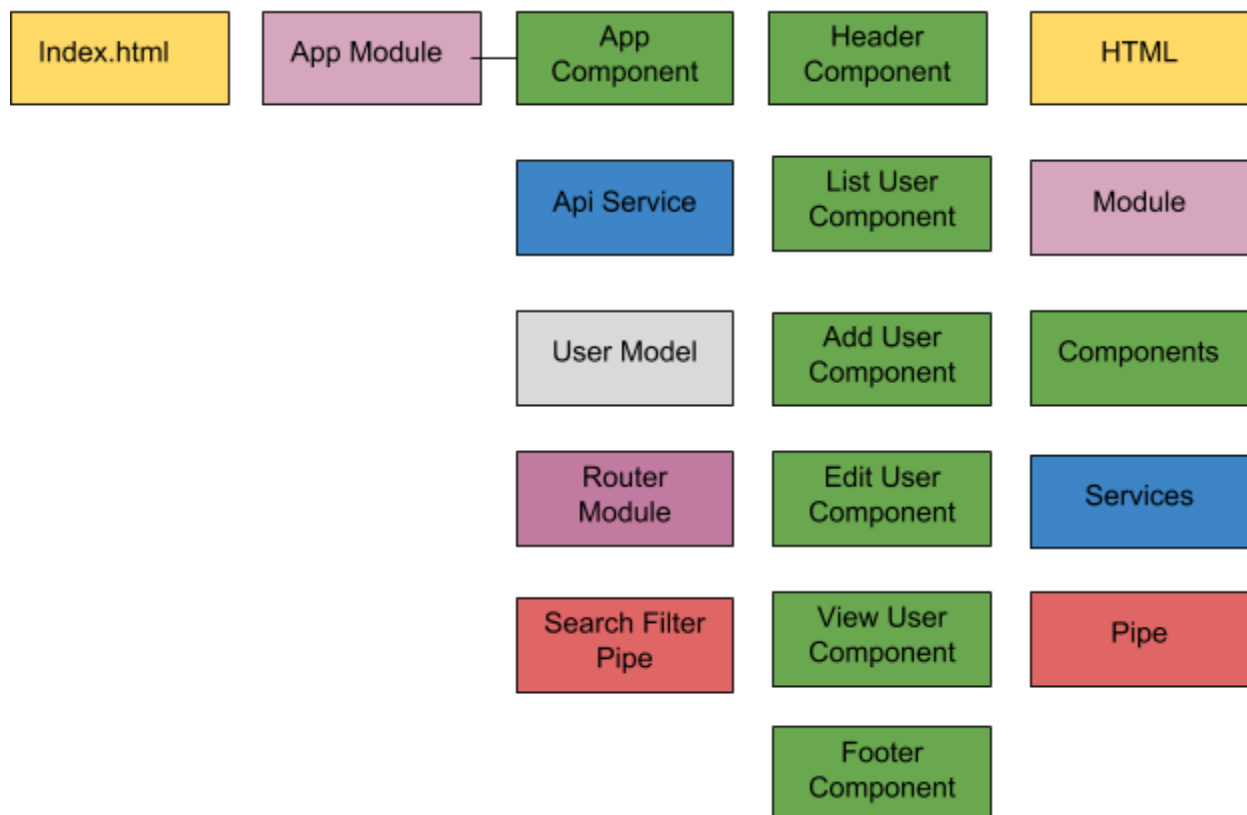 Index.html
App Module
App
Component
Header
Component
HTML
Api Service
List User
Component
Module
User Model
Add User
Component
Components
Router
Module
Edit User
Component
Services
Search Filter
Pipe
View User
Component
Pipe
Footer
Component